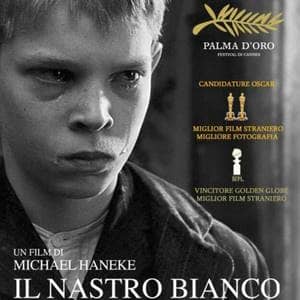 PALMA D'ORO
FESTIVAL DI CANNES
CANDIDATURE OSCAR
MIGLIOR FILM STRANIERO
MIGLIORE FOTOGRAFIA
VINCITORE GOLDEN GLOBE
MIGLIOR FILM STRANIERO
UN FILM DI
MICHAEL HANEKE
IL NASTRO BIANCO